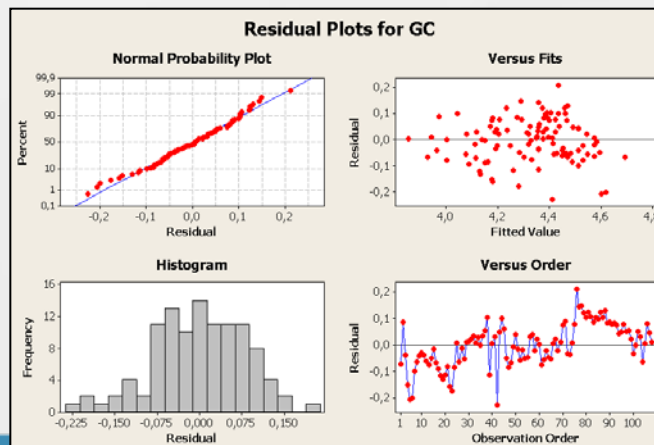 Residual Plots for GC
Normal Probability Plot
99,9
99
90
50
10
1
0,1
Percent
-0,2 -0,1 0,0 0,1 0,2
Residual
Versus Fits
0,2
0,1
0,0
-0,1
-0,2
Residual
4,0 4,2 4,4 4,6 4,8
Fitted Value
Histogram
16
12
8
4
0
Frequency
-0,225 -0,150 -0,075 0,000 0,075 0,150
Residual
Versus Order
0,2
0,1
0,0
-0,1
-0,2
Residual
1 10 20 30 40 50 60 70 80 90 100
Observation Order